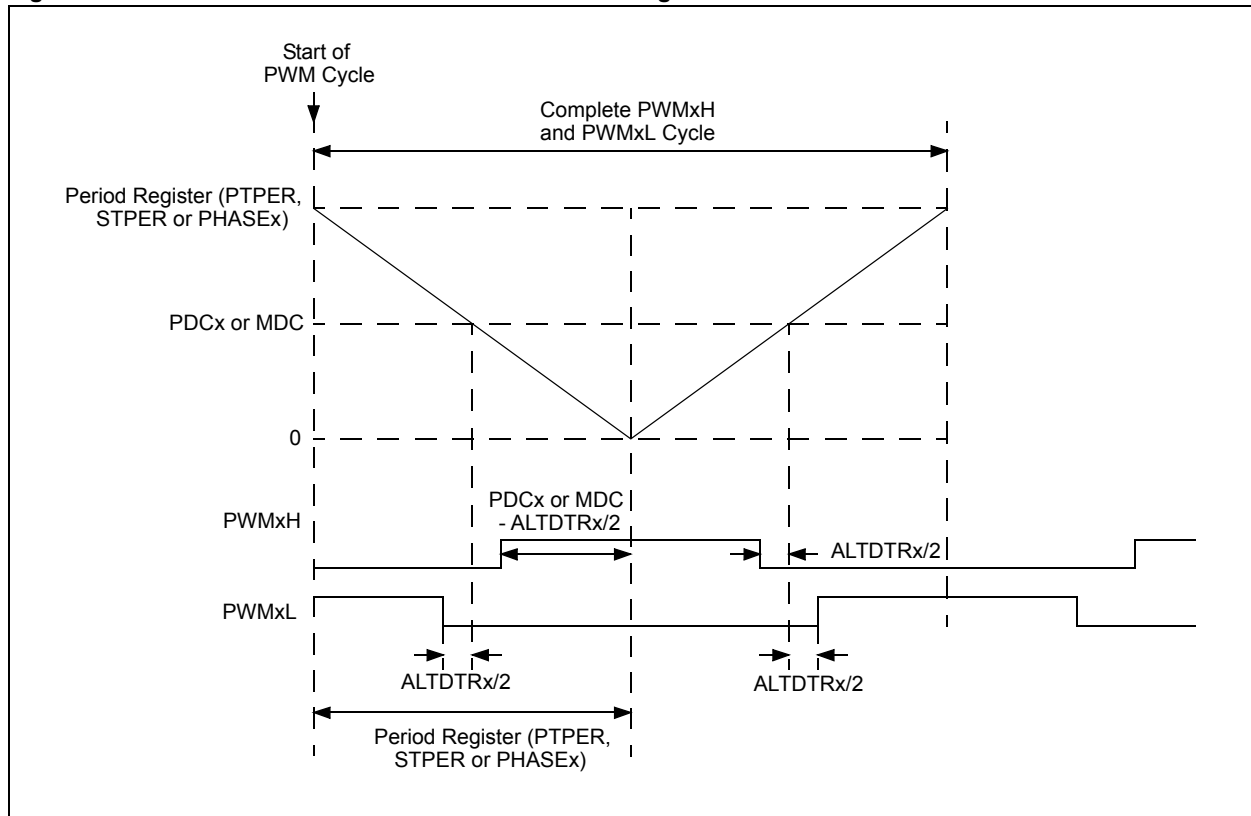 Start of
PWM Cycle
Complete PWMxH
and PWMxL Cycle
Period Register (PTPER,
STPER or PHASEx)
PDCx or MDC
0
PDCx or MDC
- ALTDTRx/2
PWMxH
ALTDTRx/2
PWMxL
ALTDTRx/2
ALTDTRx/2
Period Register (PTPER,
STPER or PHASEx)